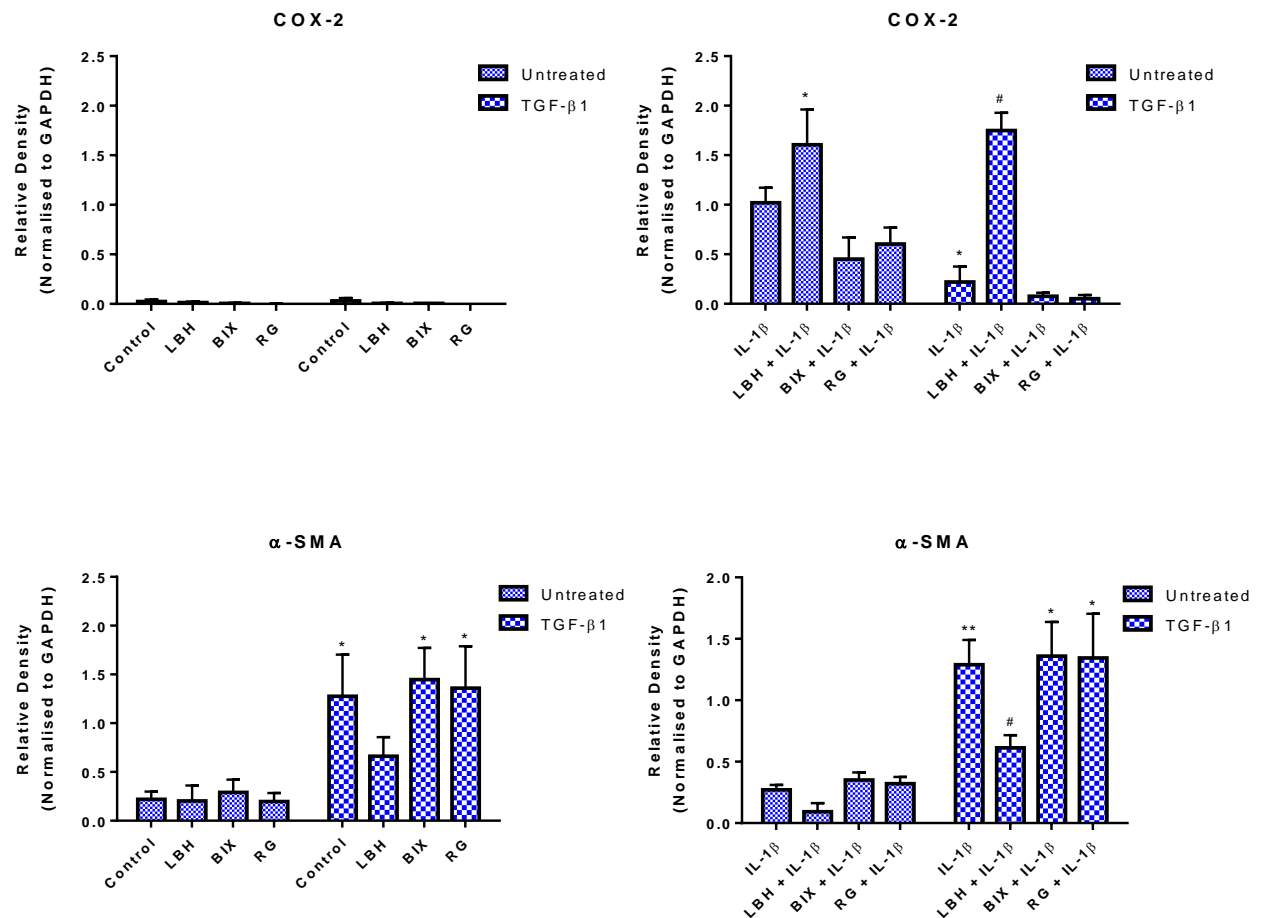 COX-2
Relative Density
(Normalised to GAPDH)
2.5
2.0
1.5
1.0
0.5
0.0
Untreated
TGF-β1
Control
LBH
BIX
RG
Control
LBH
BIX
RG
COX-2
Relative Density
(Normalised to GAPDH)
2.5
2.0
1.5
1.0
0.5
0.0
*
*
#
Untreated
TGF-β1
IL-1β
LBH + IL-1β
BIX + IL-1β
RG + IL-1β
IL-1β
LBH + IL-1β
BIX + IL-1β
RG + IL-1β
α-SMA
Relative Density
(Normalised to GAPDH)
2.5
2.0
1.5
1.0
0.5
0.0
*
*
*
Untreated
TGF-β1
Control
LBH
BIX
RG
Control
LBH
BIX
RG
α-SMA
Relative Density
(Normalised to GAPDH)
2.0
1.5
1.0
0.5
0.0
**
#
*
*
Untreated
TGF-β1
IL-1β
LBH + IL-1β
BIX + IL-1β
RG + IL-1β
IL-1β
LBH + IL-1β
BIX + IL-1β
RG + IL-1β